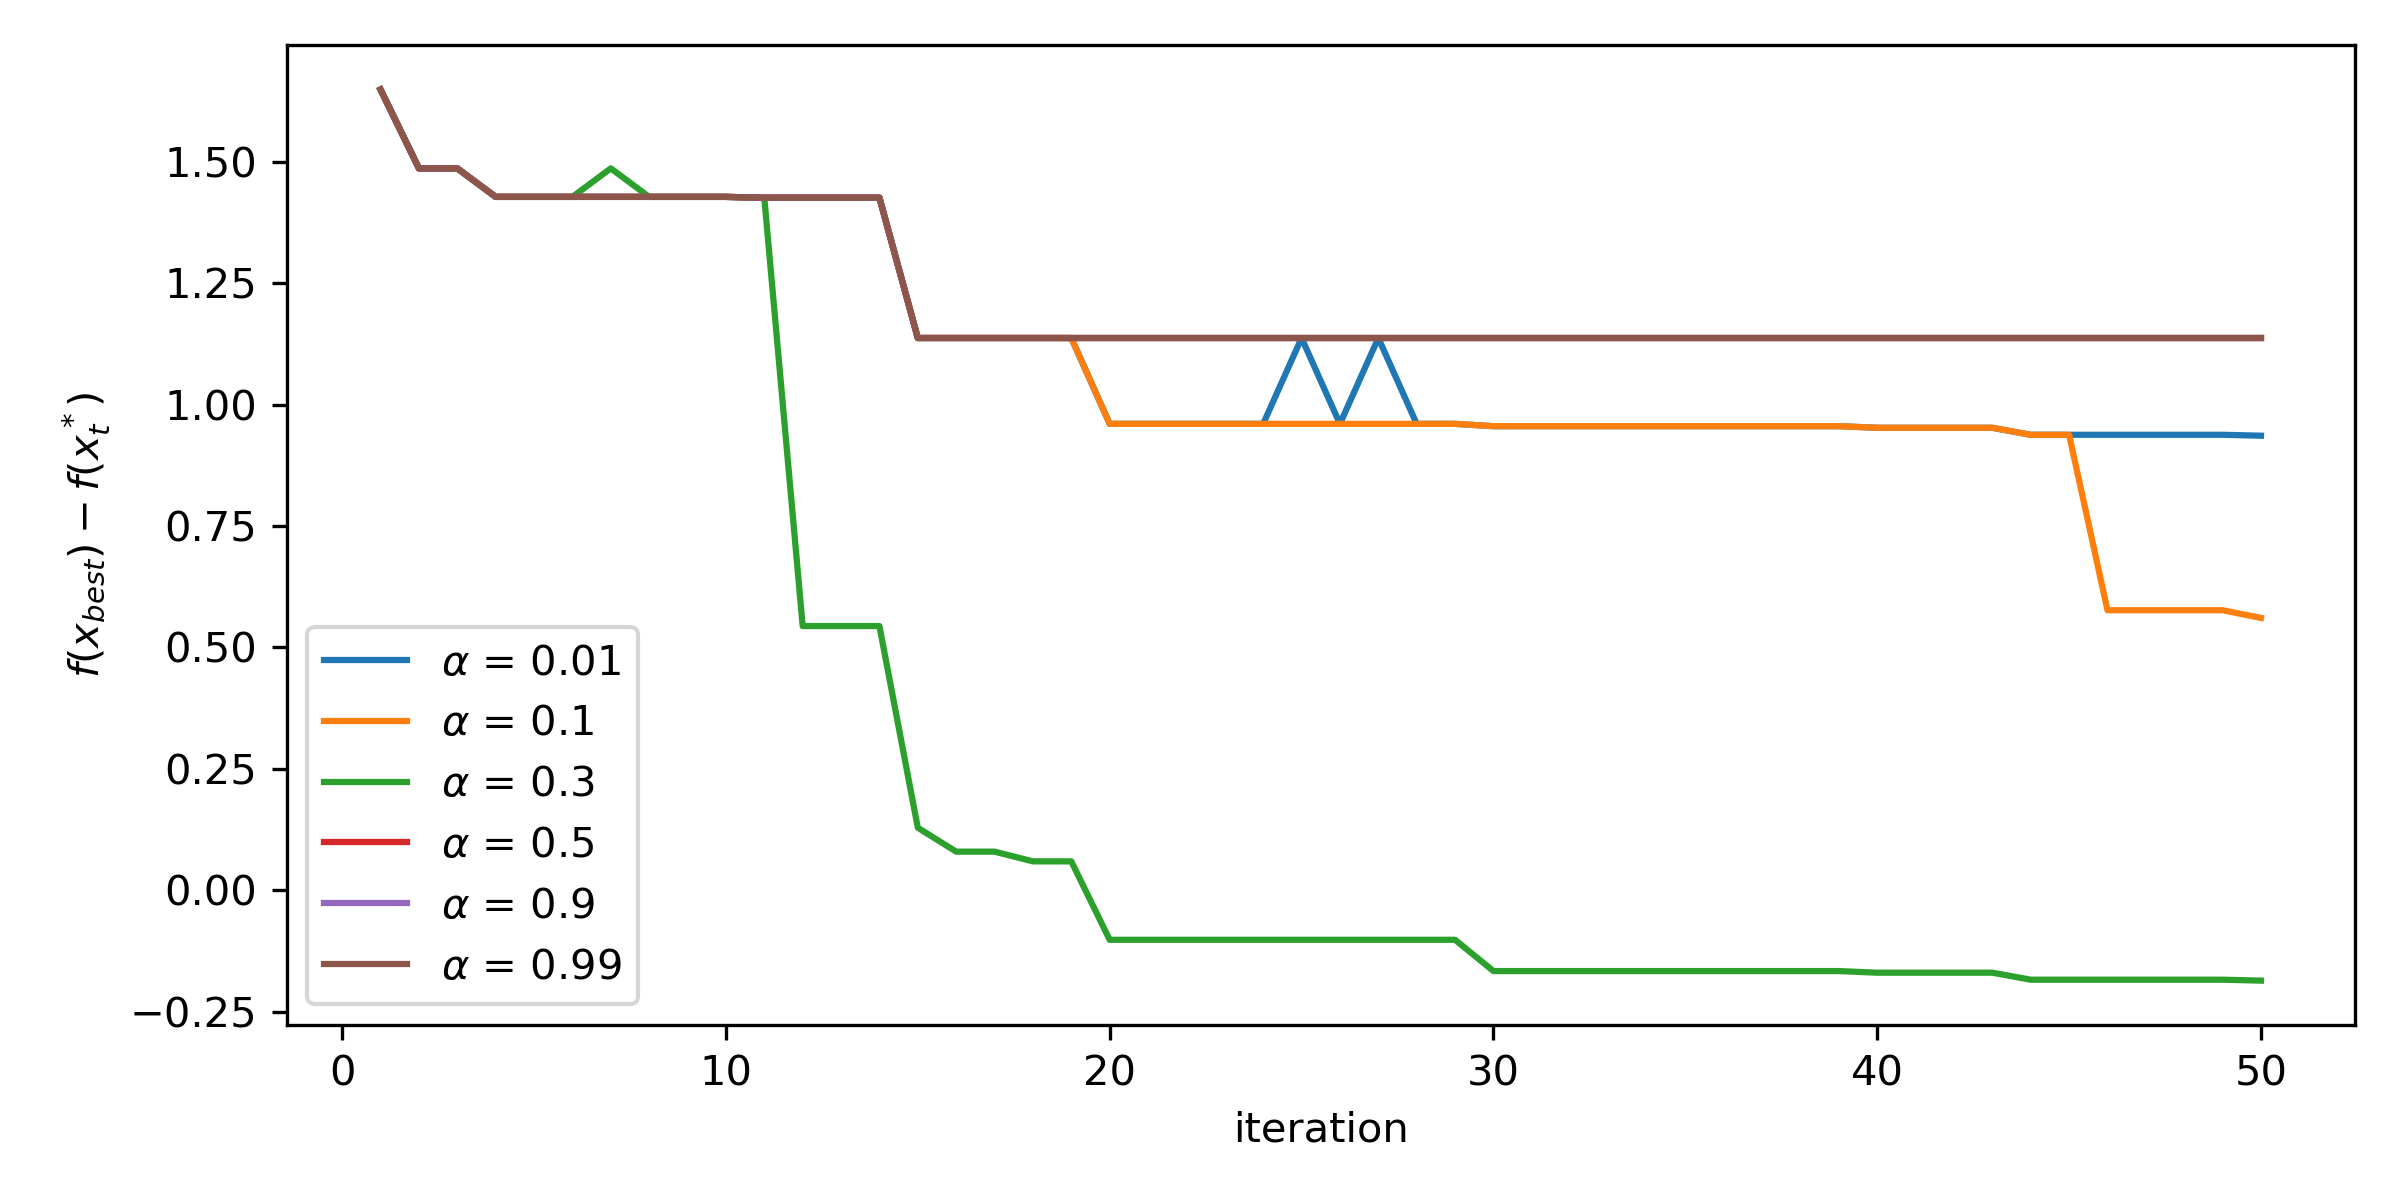 f(x_best) − f(x_t^*)
1.50
1.25
1.00
0.75
0.50
0.25
0.00
−0.25
α = 0.01
α = 0.1
α = 0.3
α = 0.5
α = 0.9
α = 0.99
0 10 20 30 40 50
iteration